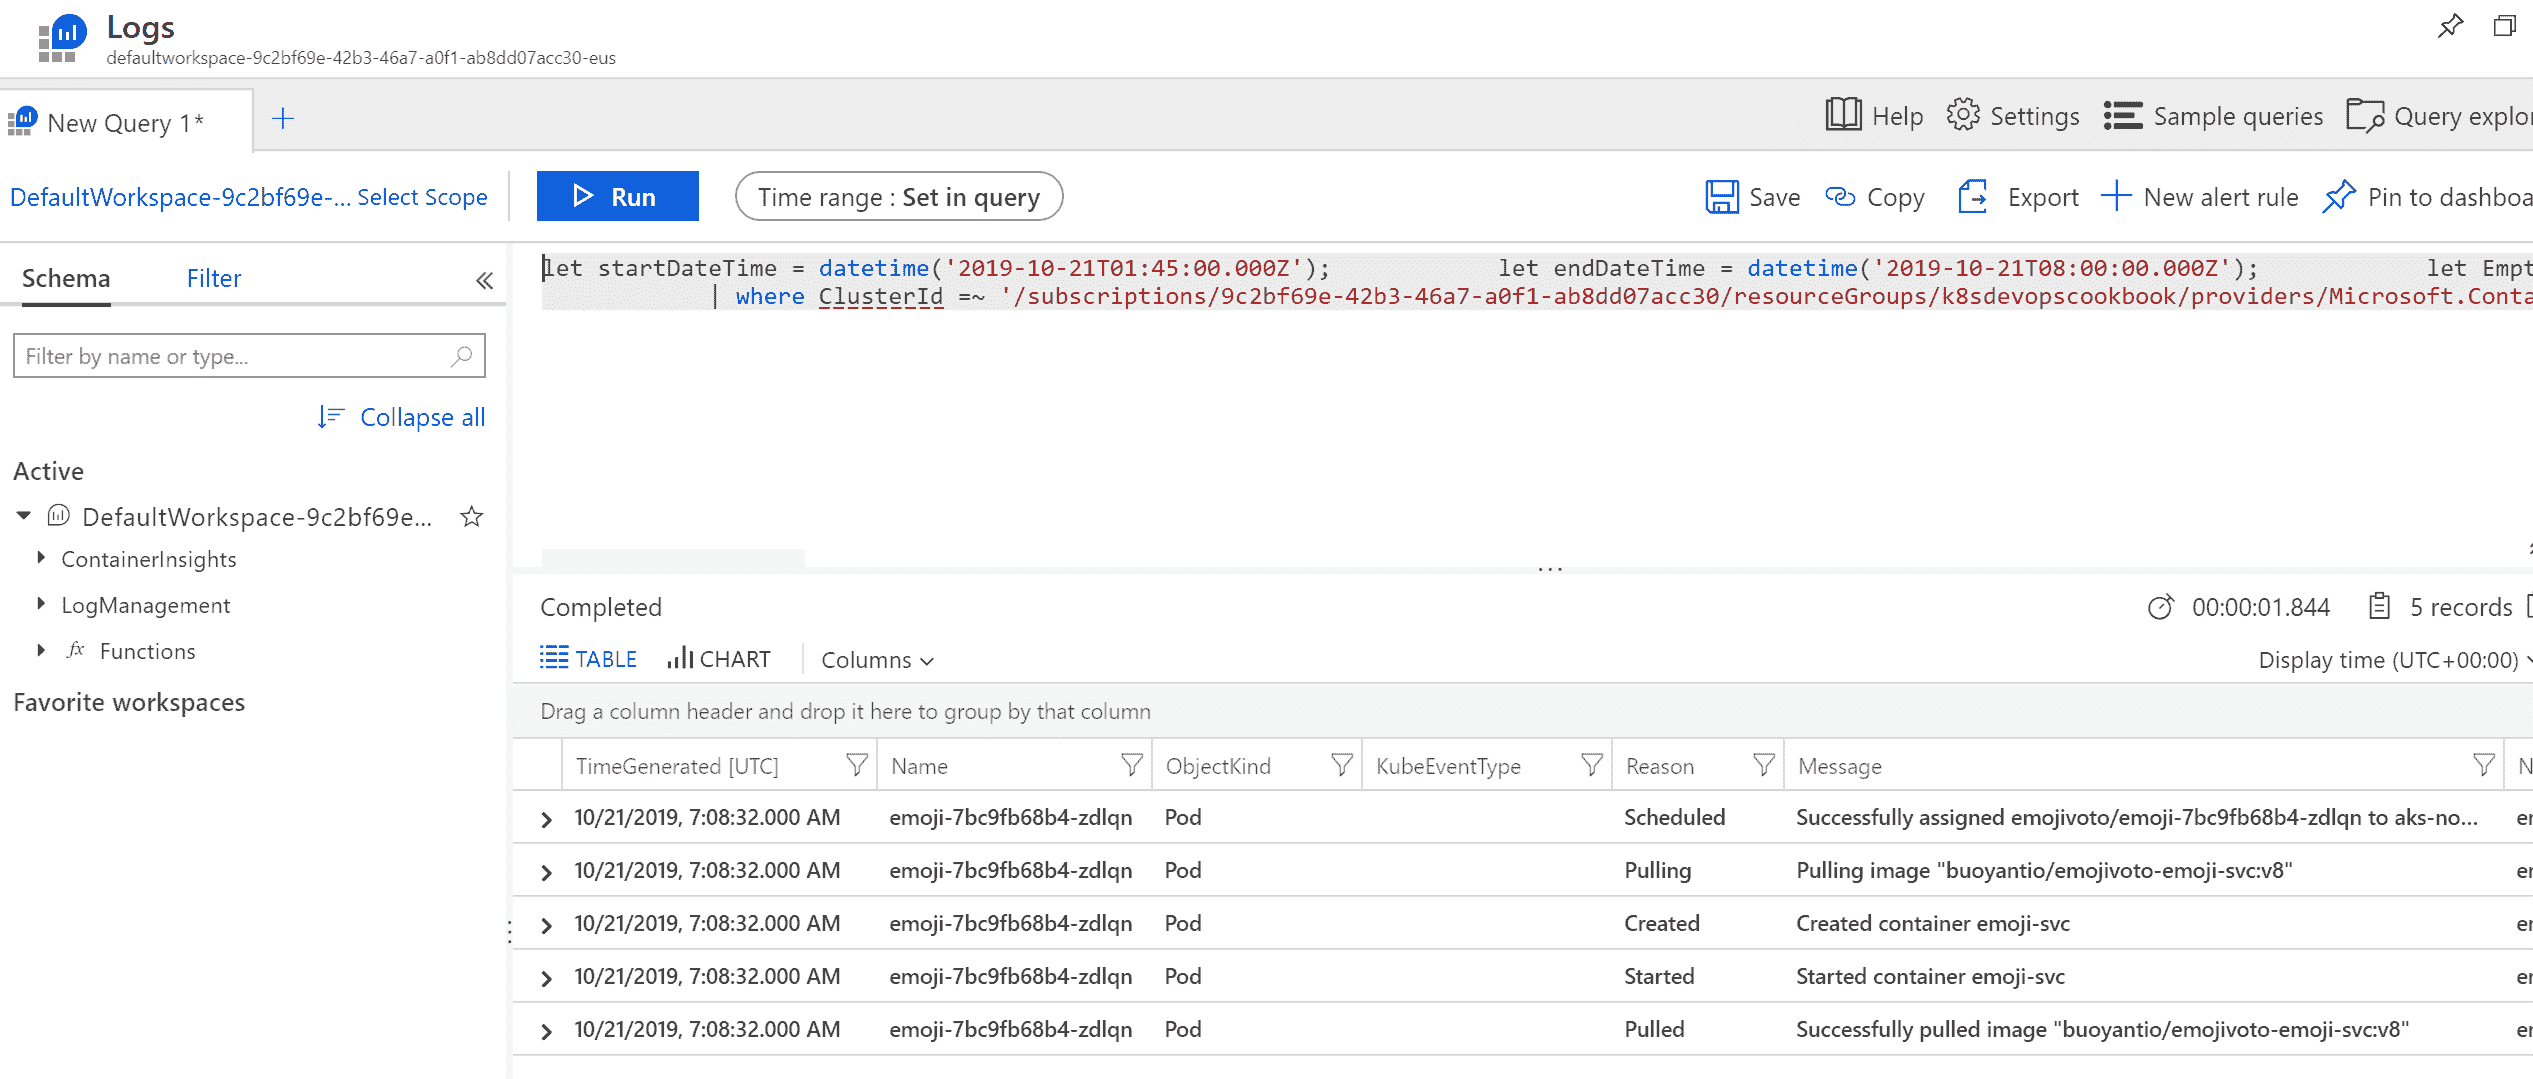 Logs
defaultworkspace-9c2bf69e-42b3-46a7-a0f1-ab8dd07acc30-eus
New Query 1*
Help Settings Sample queries Query explor
DefaultWorkspace-9c2bf69e-... Select Scope
Run
Time range : Set in query
Save Copy Export New alert rule Pin to dashboa
Schema Filter
Filter by name or type...
Collapse all
Active
DefaultWorkspace-9c2bf69e...
ContainerInsights
LogManagement
fx Functions
Favorite workspaces
let startDateTime = datetime('2019-10-21T01:45:00.000Z'); let endDateTime = datetime('2019-10-21T08:00:00.000Z'); let Empt
| where ClusterId =~ '/subscriptions/9c2bf69e-42b3-46a7-a0f1-ab8dd07acc30/resourceGroups/k8sdevopscookbook/providers/Microsoft.Conta
Completed 00:00:01.844 5 records
TABLE CHART Columns Display time (UTC+00:00)
Drag a column header and drop it here to group by that column
TimeGenerated [UTC] Name ObjectKind KubeEventType Reason Message N
10/21/2019, 7:08:32.000 AM emoji-7bc9fb68b4-zdlqn Pod Scheduled Successfully assigned emojivoto/emoji-7bc9fb68b4-zdlqn to aks-no... er
10/21/2019, 7:08:32.000 AM emoji-7bc9fb68b4-zdlqn Pod Pulling Pulling image "buoyantio/emojivoto-emoji-svc:v8" er
10/21/2019, 7:08:32.000 AM emoji-7bc9fb68b4-zdlqn Pod Created Created container emoji-svc er
10/21/2019, 7:08:32.000 AM emoji-7bc9fb68b4-zdlqn Pod Started Started container emoji-svc er
10/21/2019, 7:08:32.000 AM emoji-7bc9fb68b4-zdlqn Pod Pulled Successfully pulled image "buoyantio/emojivoto-emoji-svc:v8" er